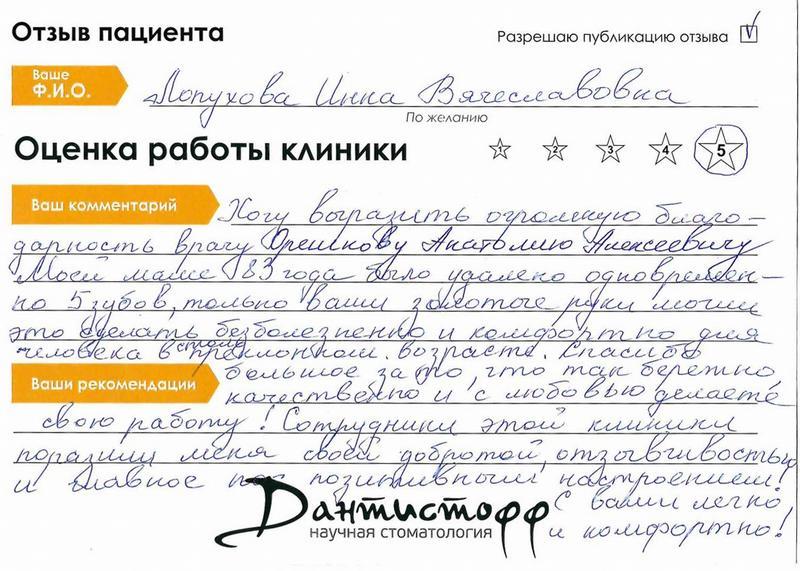 Отзыв пациента
Разрешаю публикацию отзыва
Ваше Ф.И.О.
Лопухова Инна Вячеславовна
По желанию
Оценка работы клиники 1 2 3 4 5
Ваш комментарий
Хочу выразить огромную благо-
дарность врачу Орешкову Анатолию Алексеевичу
Моей маме 83 года было удалено одновремен-
но 5 зубов, только ваши золотые руки могли
это сделать безболезненно и комфортно для
человека в столь преклонном возрасте. Спасибо
Ваши рекомендации
большое за то, что так бережно,
качественно и с любовью делаете
свою работу! Сотрудники этой клиники
поразили меня своей добротой, отзывчивостью
и главное позитивным настроением!
С вами легко
и комфортно!
Дантистофф
научная стоматология